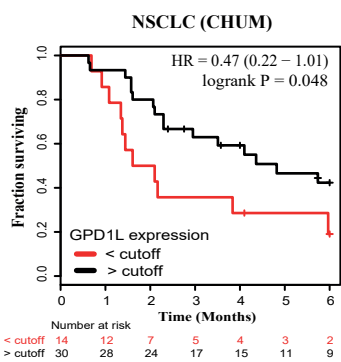 NSCLC (CHUM)
HR = 0.47 (0.22 − 1.01)
logrank P = 0.048
Fraction surviving
1.0
0.8
0.6
0.4
0.2
0.0
GPD1L expression
< cutoff
> cutoff
0 1 2 3 4 5 6
Time (Months)
Number at risk
< cutoff 14 12 7 5 4 3 2
> cutoff 30 28 24 17 15 11 9